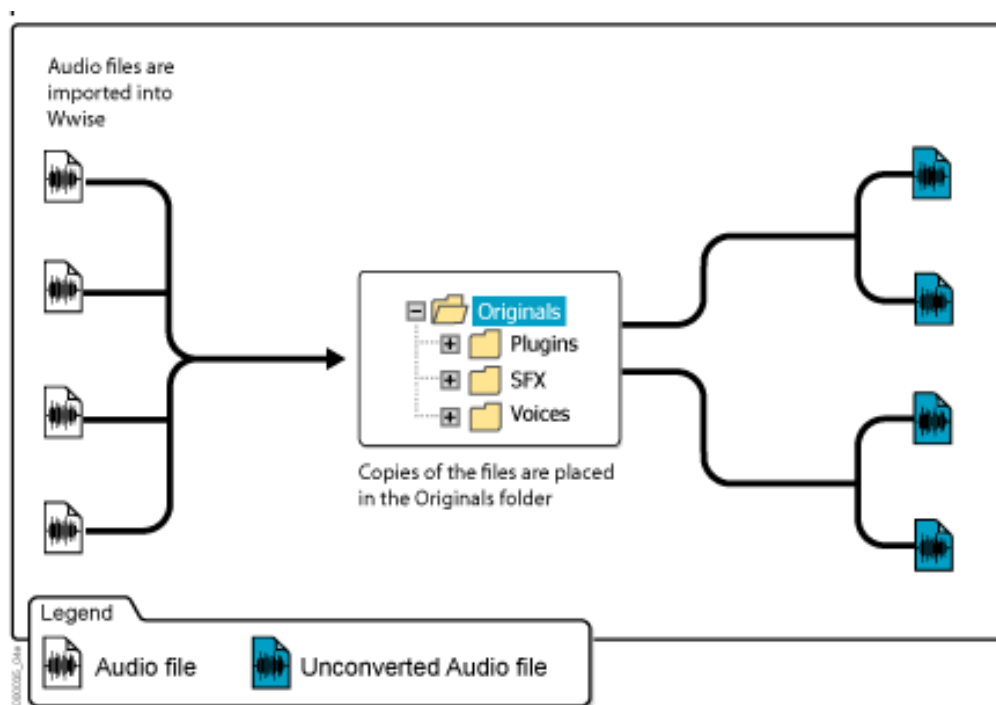 Audio files are
imported into
Wwise
Originals
Plugins
SFX
Voices
Copies of the files are placed
in the Originals folder
Legend
Audio file
Unconverted Audio file